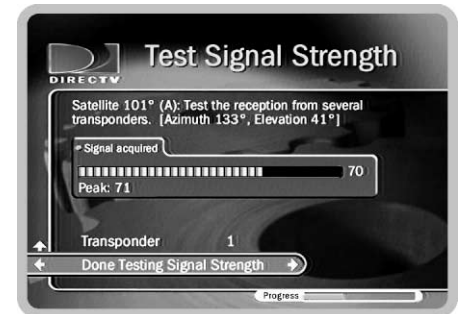 Test Signal Strength
DIRECTV
Satellite 101° (A): Test the reception from several
transponders. [Azimuth 133°, Elevation 41°]
Signal acquired
70
Peak: 71
Transponder 1
Done Testing Signal Strength
Progress